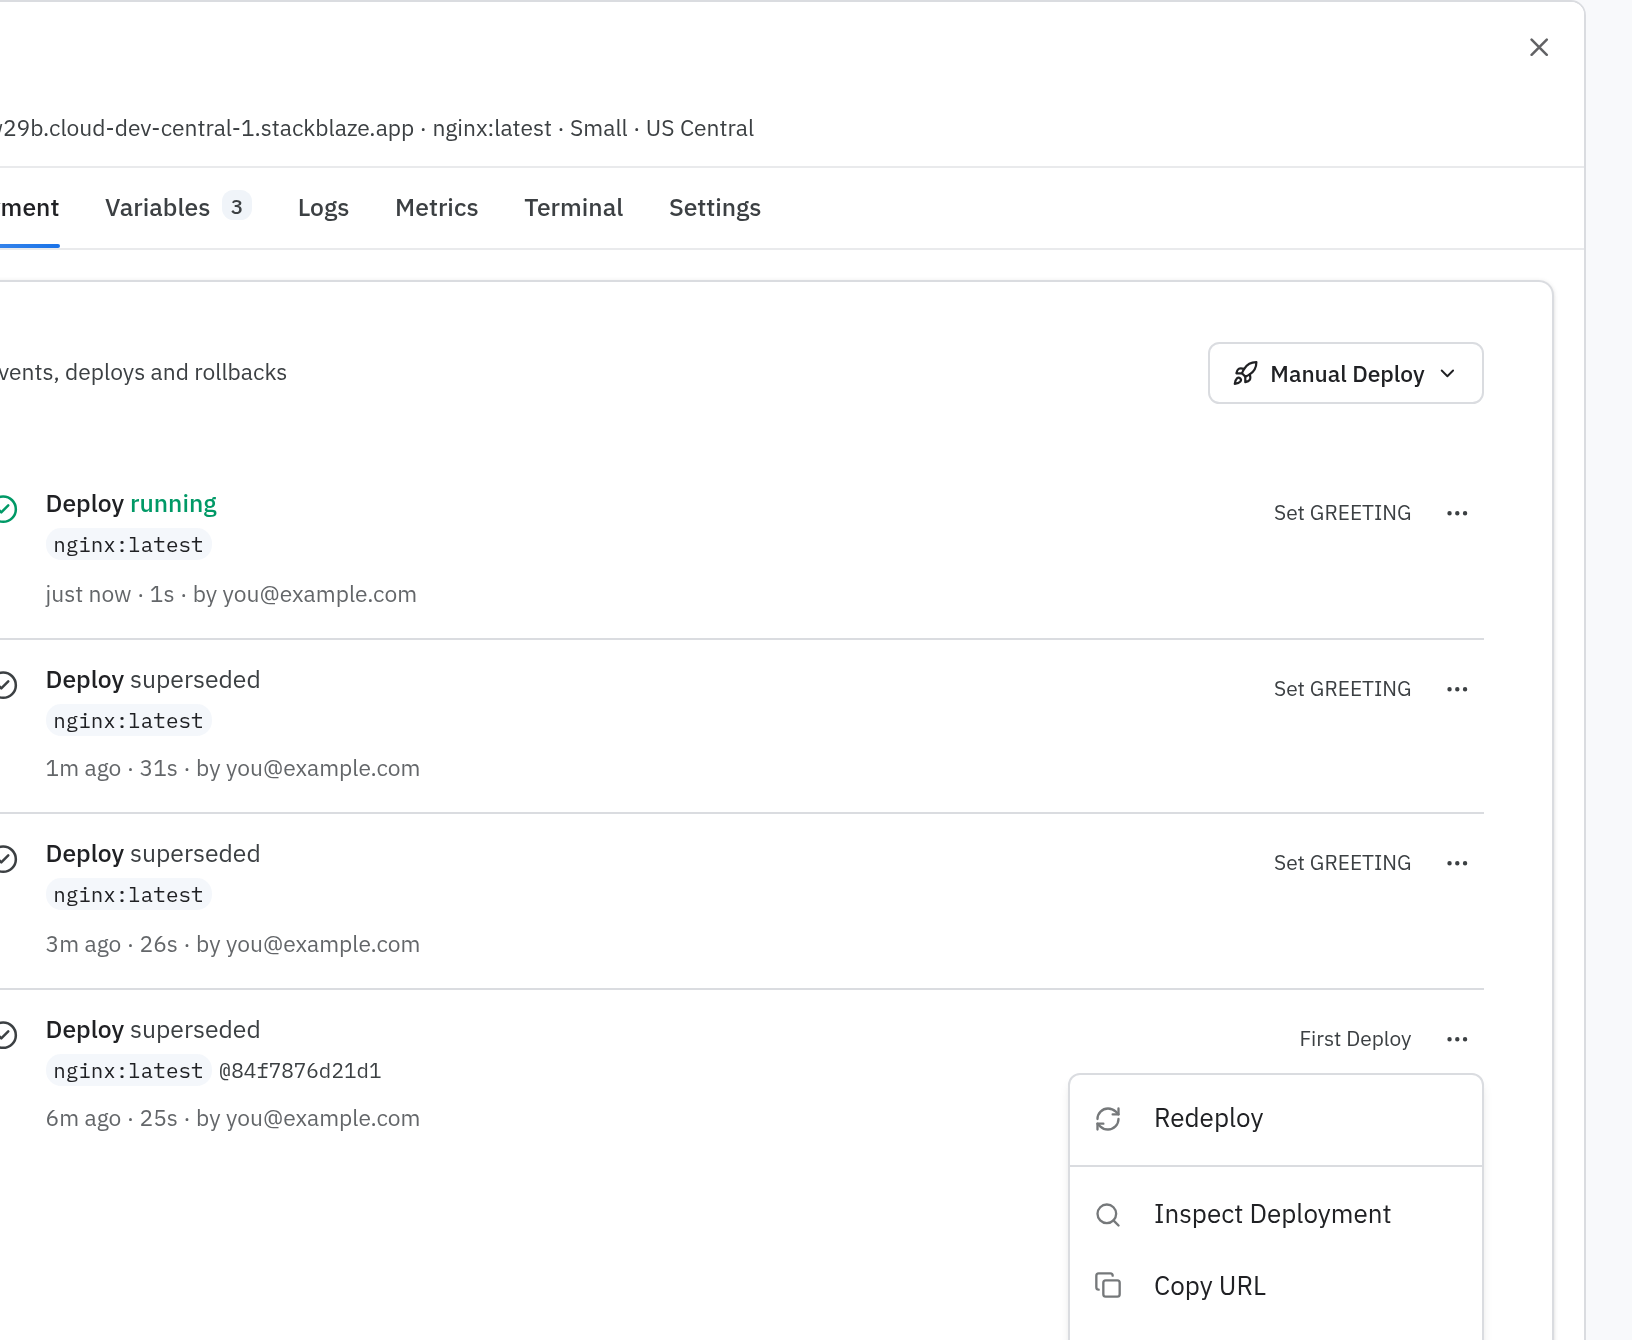 29b.cloud-dev-central-1.stackblaze.app · nginx:latest · Small · US Central
ment Variables 3 Logs Metrics Terminal Settings
vents, deploys and rollbacks
Manual Deploy
Deploy running
Set GREETING
nginx:latest
just now · 1s · by you@example.com
Deploy superseded
Set GREETING
nginx:latest
1m ago · 31s · by you@example.com
Deploy superseded
Set GREETING
nginx:latest
3m ago · 26s · by you@example.com
Deploy superseded
First Deploy
nginx:latest @84f7876d21d1
6m ago · 25s · by you@example.com
Redeploy
Inspect Deployment
Copy URL